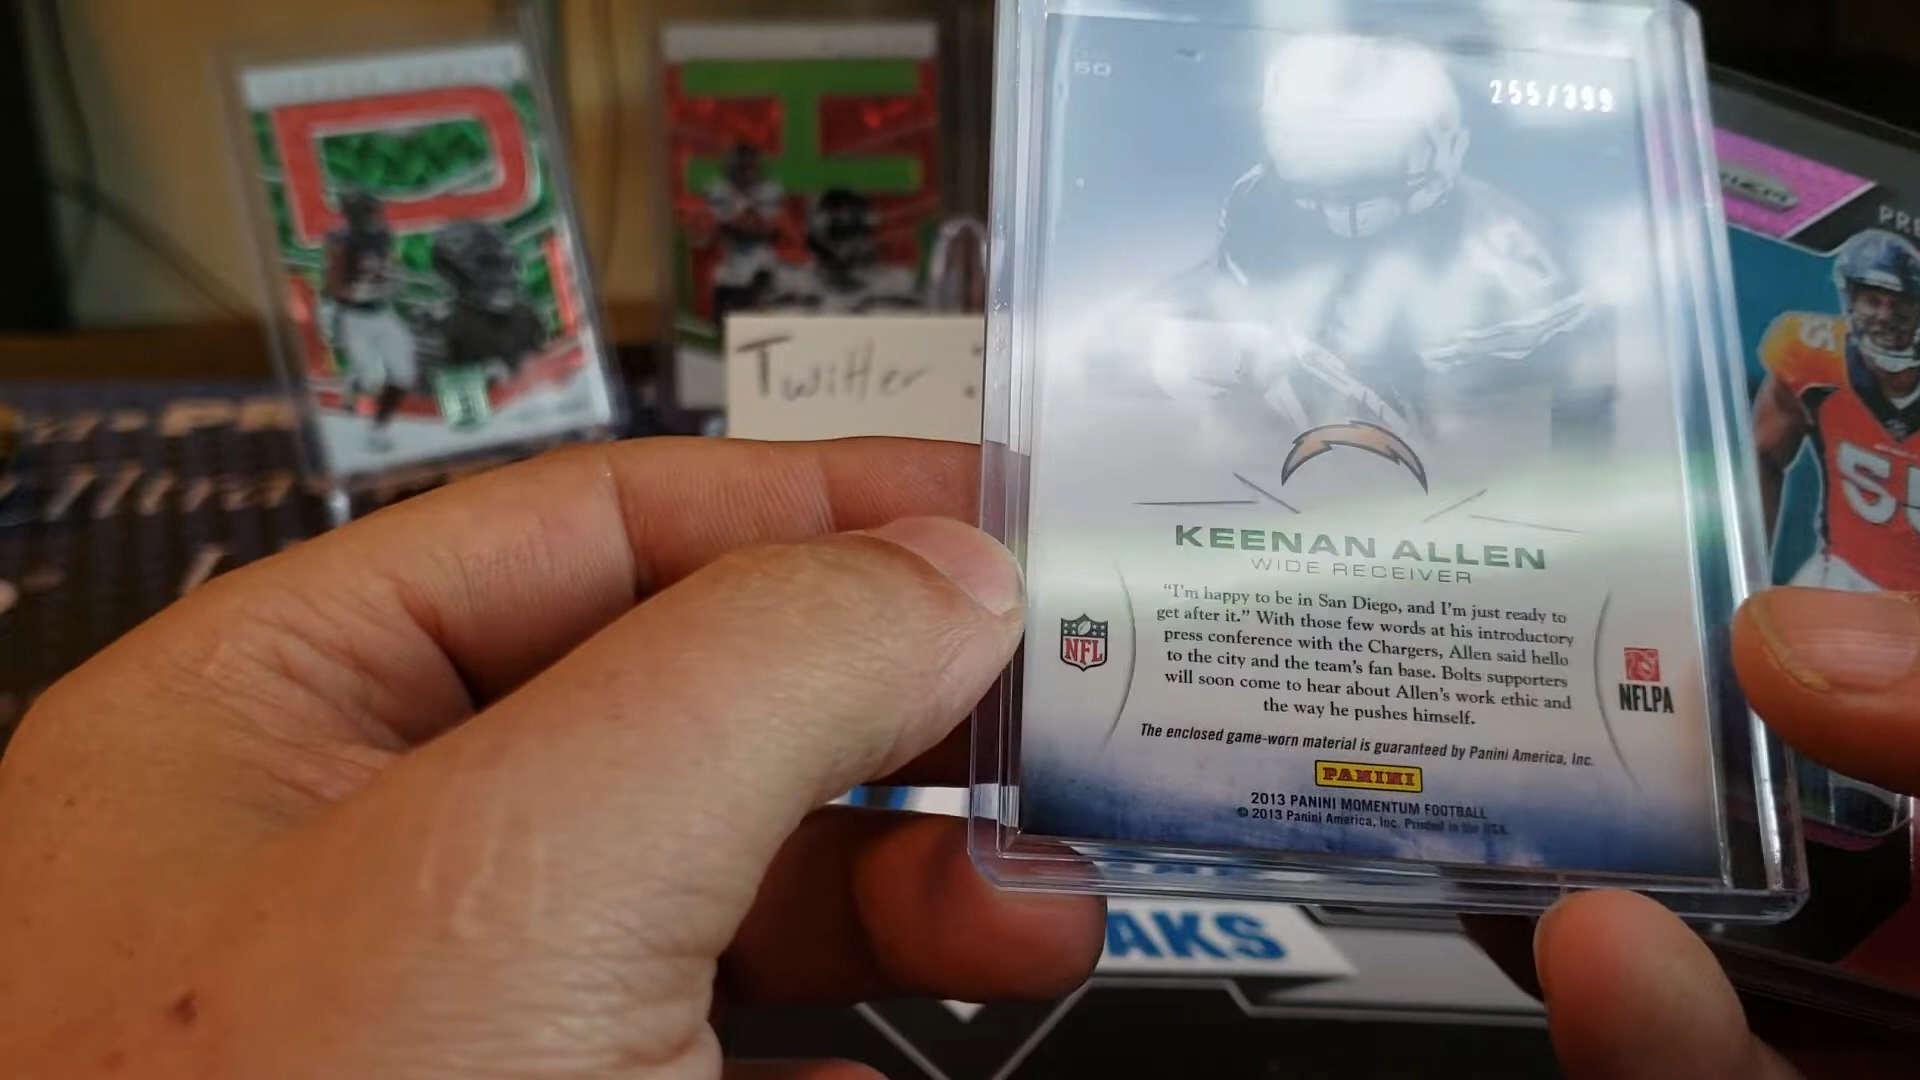 50
255/399
Twitter :
PRE
55
KEENAN ALLEN
WIDE RECEIVER
“I’m happy to be in San Diego, and I’m just ready to
get after it.” With those few words at his introductory
press conference with the Chargers, Allen said hello
to the city and the team’s fan base. Bolts supporters
will soon come to hear about Allen’s work ethic and
the way he pushes himself.
NFL
NFLPA
The enclosed game-worn material is guaranteed by Panini America, Inc.
PANINI
2013 PANINI MOMENTUM FOOTBALL
© 2013 Panini America, Inc. Printed in the USA.
AKS